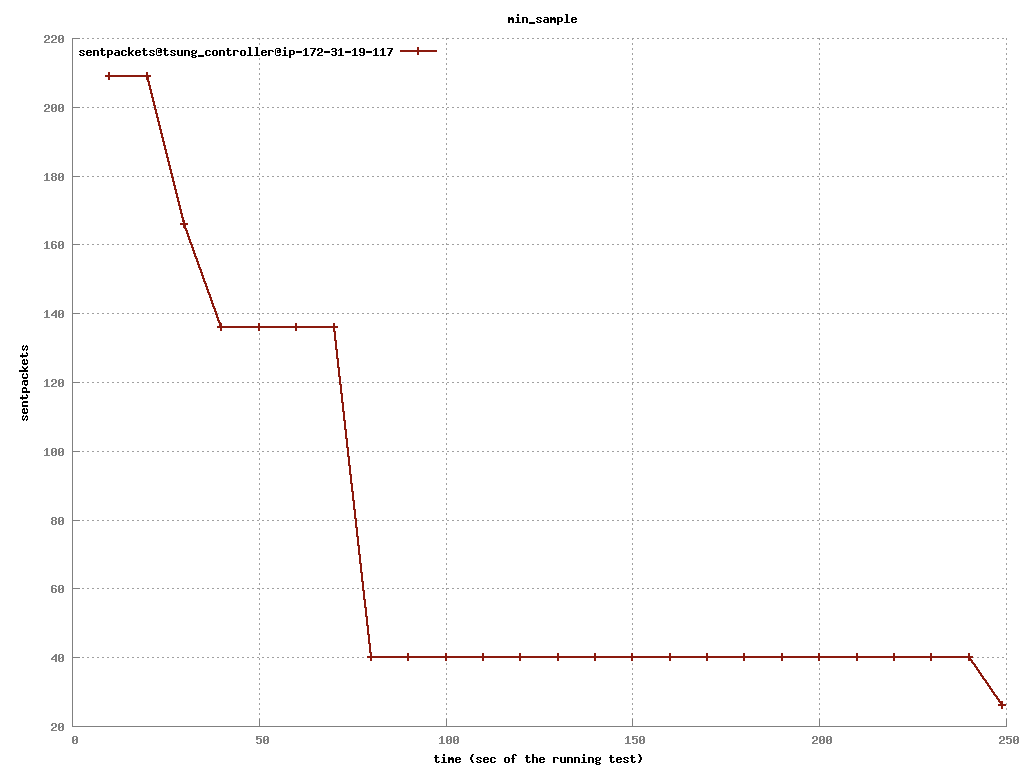 min_sample
220
sentpackets@tsung_controller@ip-172-31-19-117
200
180
160
140
120
100
80
60
40
20
sentpackets
0 50 100 150 200 250
time (sec of the running test)